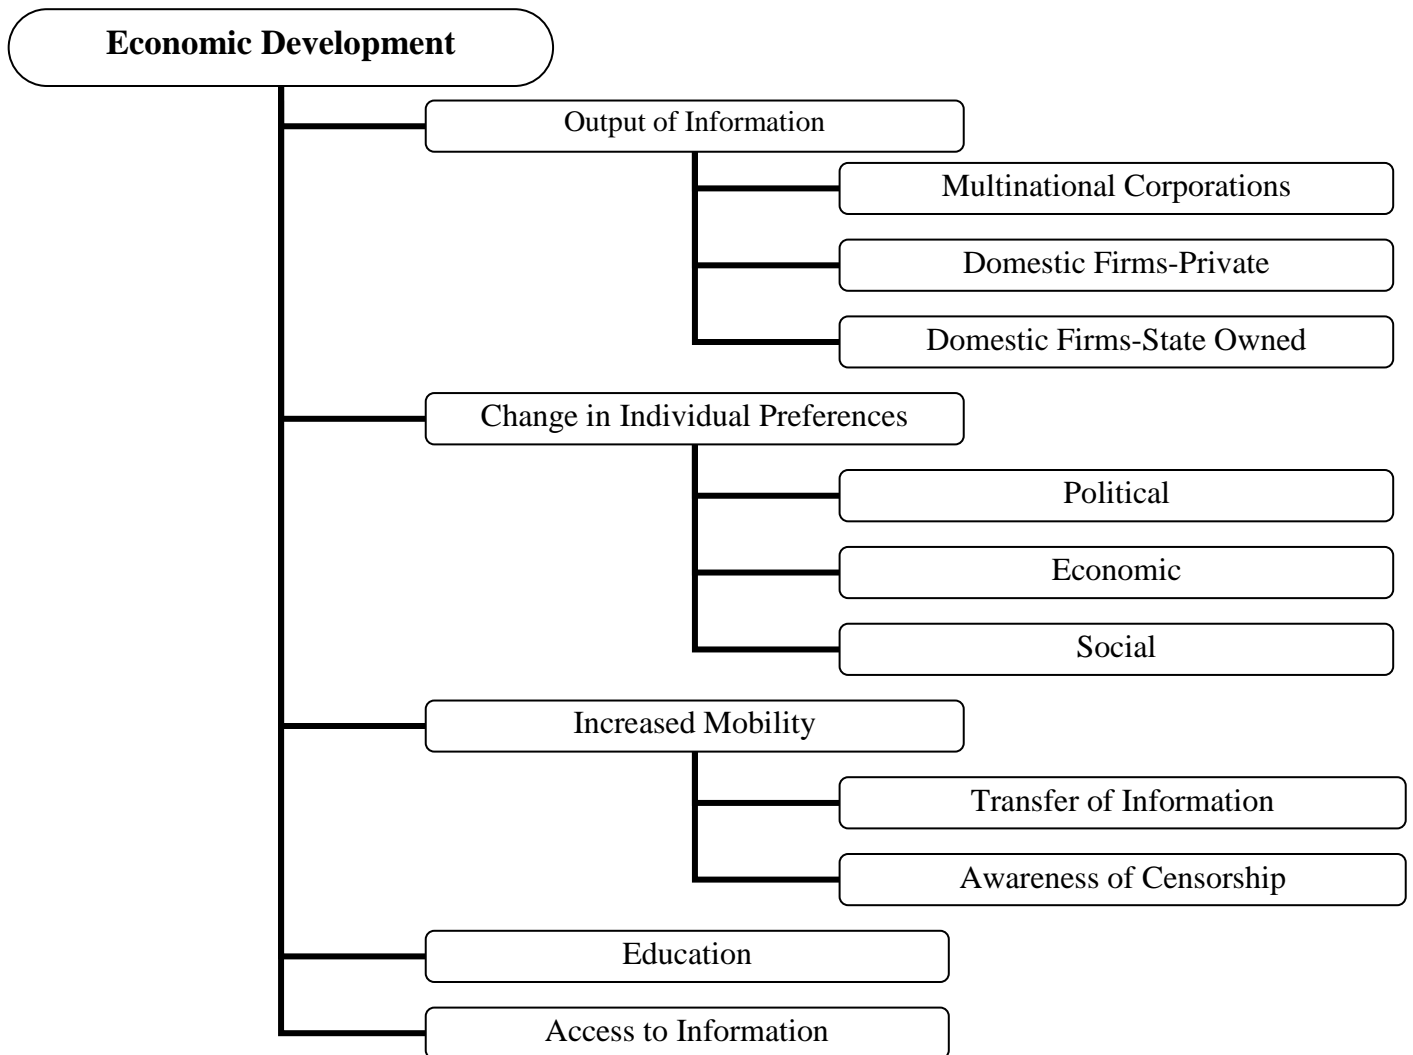 Economic Development
Output of Information
Multinational Corporations
Domestic Firms-Private
Domestic Firms-State Owned
Change in Individual Preferences
Political
Economic
Social
Increased Mobility
Transfer of Information
Awareness of Censorship
Education
Access to Information